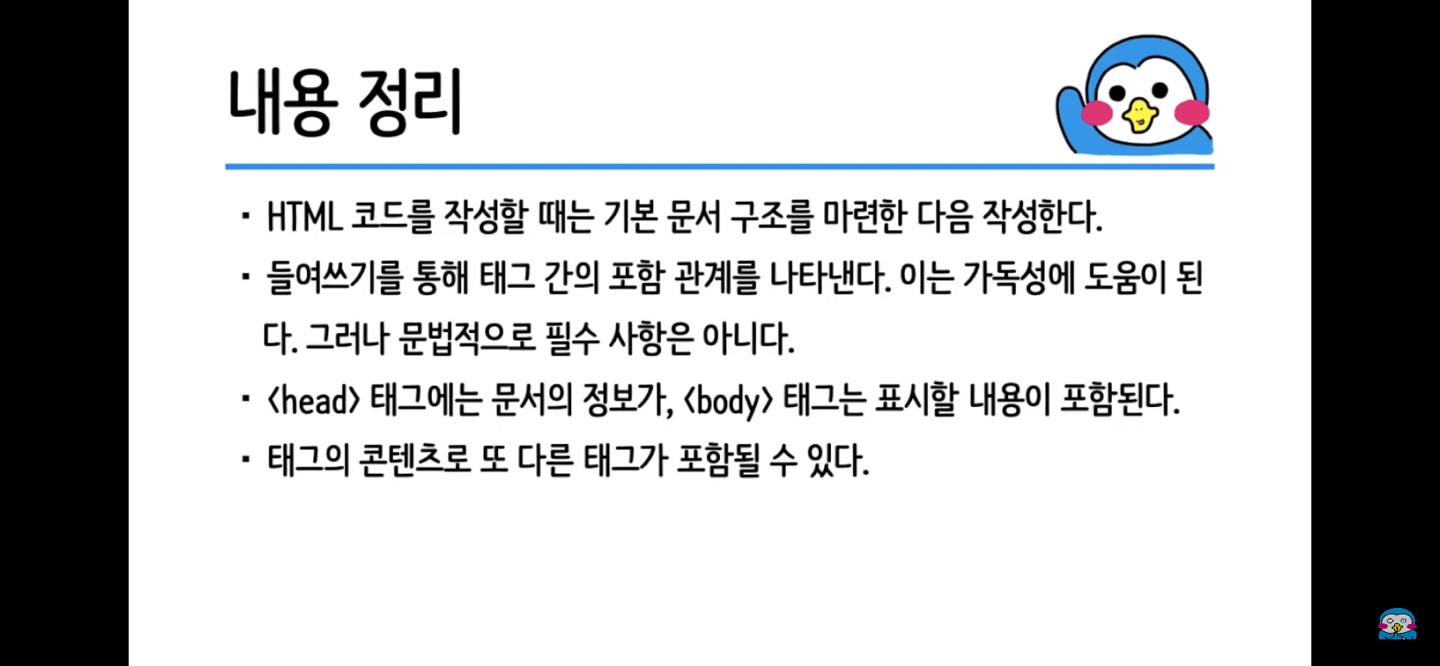 내용 정리
▪ HTML 코드를 작성할 때는 기본 문서 구조를 마련한 다음 작성한다.
▪ 들여쓰기를 통해 태그 간의 포함 관계를 나타낸다. 이는 가독성에 도움이 된
다. 그러나 문법적으로 필수 사항은 아니다.
▪ <head> 태그에는 문서의 정보가, <body> 태그는 표시할 내용이 포함된다.
▪ 태그의 콘텐츠로 또 다른 태그가 포함될 수 있다.